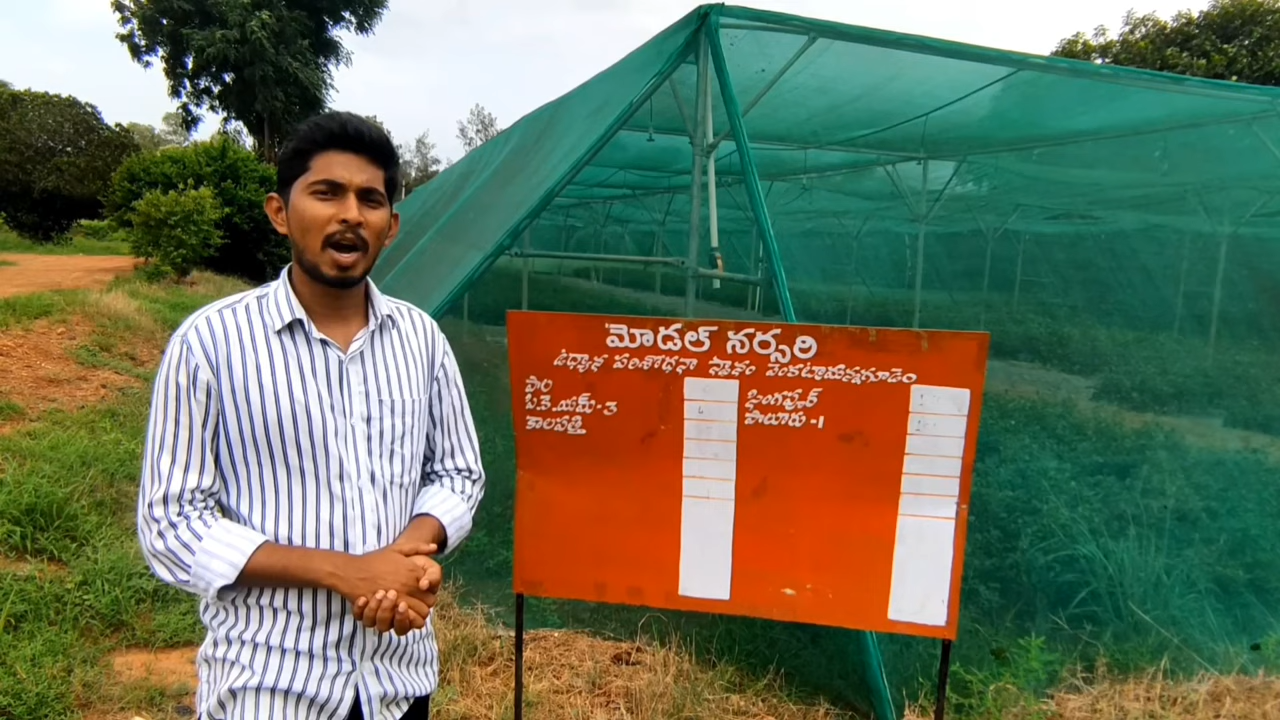 మోడల్ నర్సరీ
ఉద్యాన పరిశోధనా స్థానం వెంకటరామన్నగూడెం
పాల
పి.కె.యమ్-3
కాలపత్తి
సింగపూర్
పాలూరు -1